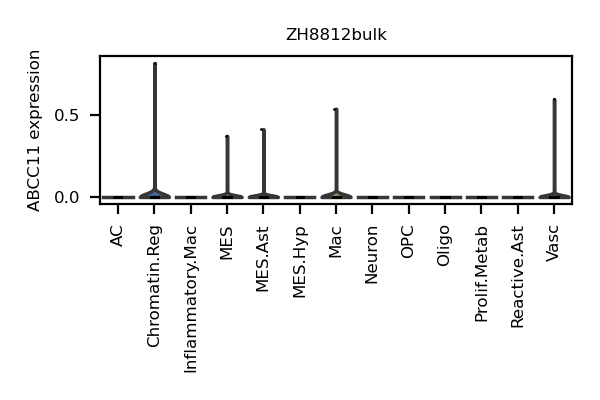 ZH8812bulk
ABCC11 expression
0.5
0.0
AC
Chromatin.Reg
Inflammatory.Mac
MES
MES.Ast
MES.Hyp
Mac
Neuron
OPC
Oligo
Prolif.Metab
Reactive.Ast
Vasc